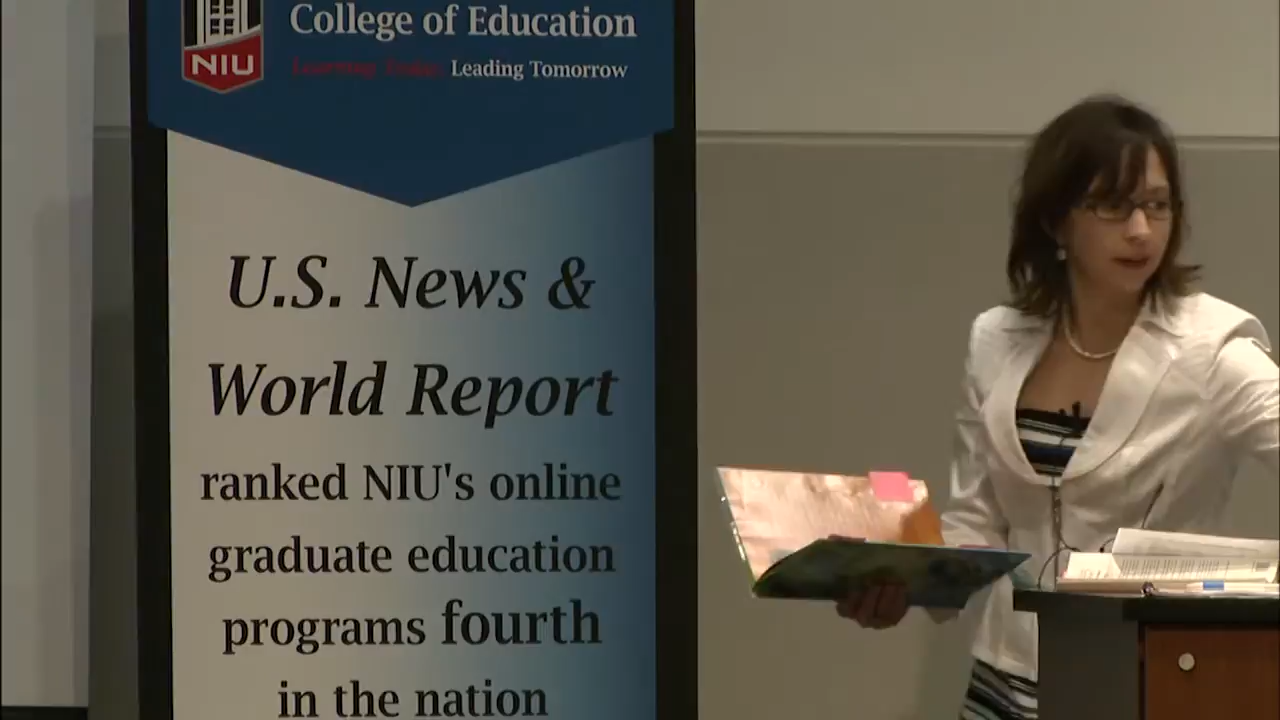 College of Education
NIU
Learning Today, Leading Tomorrow
U.S. News &
World Report
ranked NIU's online
graduate education
programs fourth
in the nation